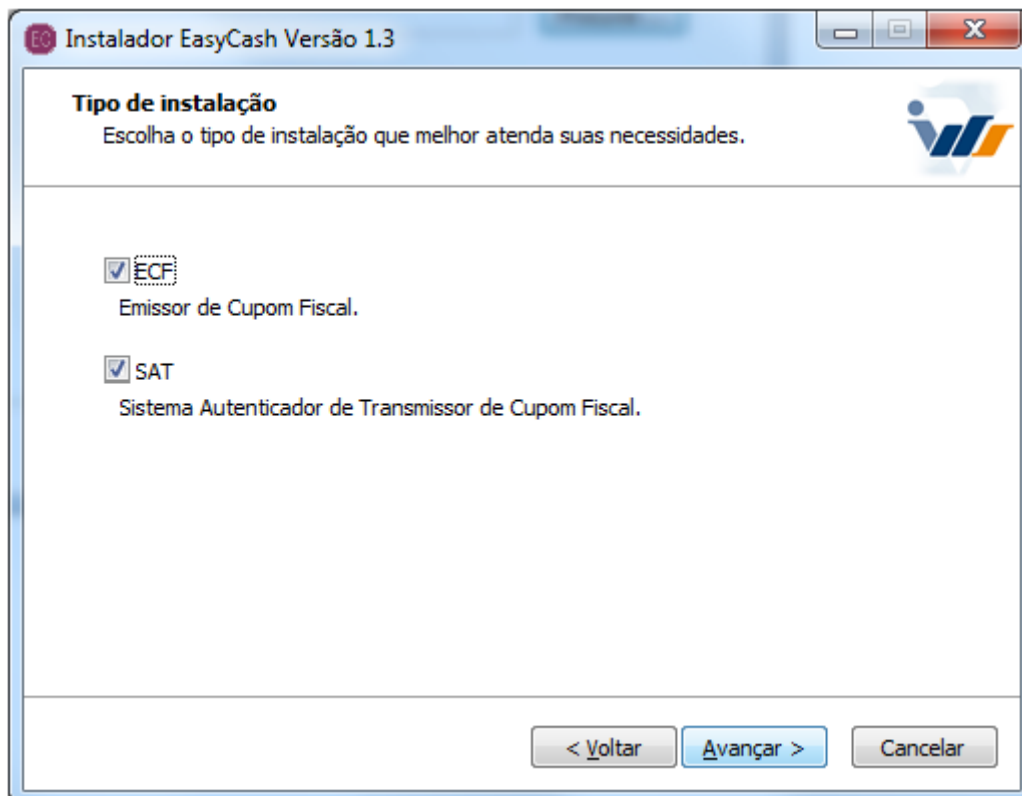 EC Instalador EasyCash Versão 1.3
Tipo de instalação
Escolha o tipo de instalação que melhor atenda suas necessidades.
ECF
Emissor de Cupom Fiscal.
SAT
Sistema Autenticador de Transmissor de Cupom Fiscal.
< Voltar Avançar > Cancelar